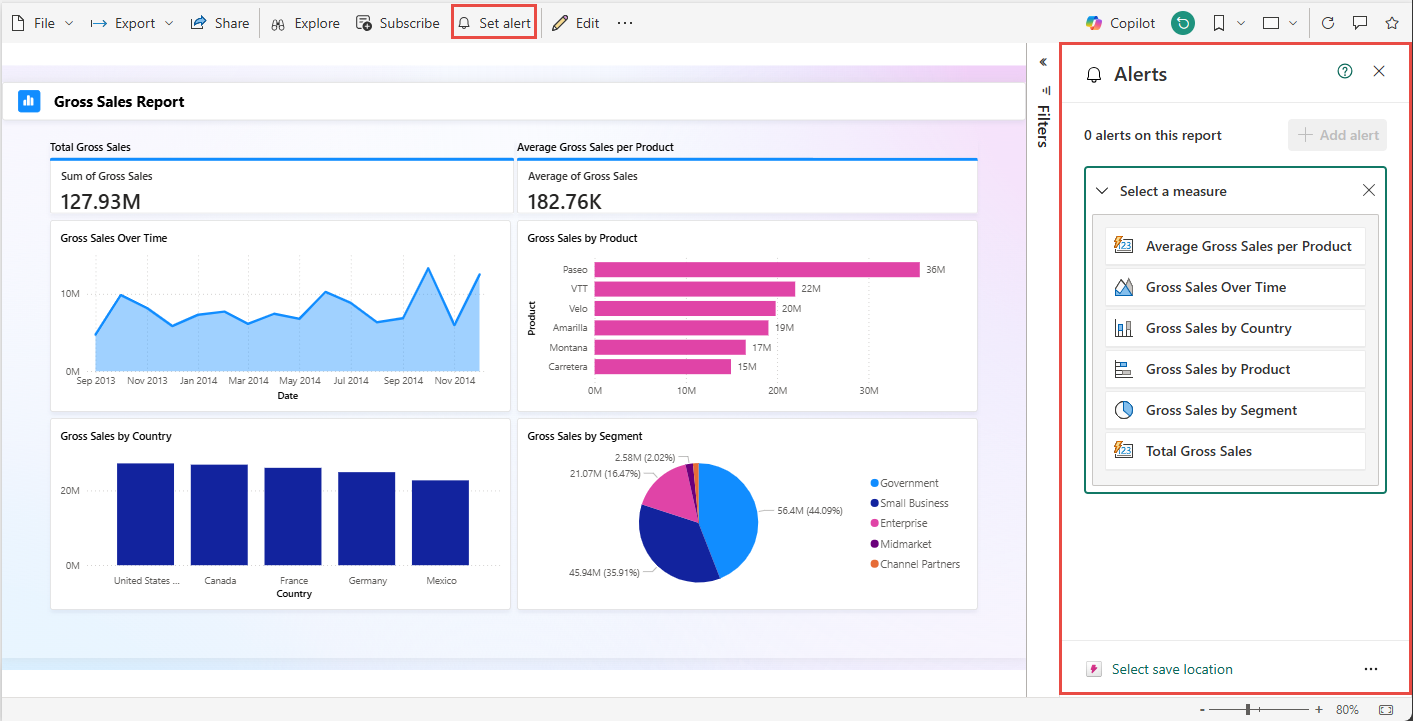 File
Export
Share
Explore
Subscribe
Set alert
Edit
Copilot
Gross Sales Report
Total Gross Sales
Sum of Gross Sales
127.93M
Average Gross Sales per Product
Average of Gross Sales
182.76K
Gross Sales Over Time
10M
0M
Sep 2013 Nov 2013 Jan 2014 Mar 2014 May 2014 Jul 2014 Sep 2014 Nov 2014
Date
Gross Sales by Product
Product
Paseo 36M
VTT 22M
Velo 20M
Amarilla 19M
Montana 17M
Carretera 15M
0M 10M 20M 30M
Gross Sales by Country
20M
0M
United States ... Canada France Germany Mexico
Country
Gross Sales by Segment
2.58M (2.02%)
21.07M (16.47%)
56.4M (44.09%)
45.94M (35.91%)
Government
Small Business
Enterprise
Midmarket
Channel Partners
Filters
Alerts
0 alerts on this report
Add alert
Select a measure
Average Gross Sales per Product
Gross Sales Over Time
Gross Sales by Country
Gross Sales by Product
Gross Sales by Segment
Total Gross Sales
Select save location
- + 80%